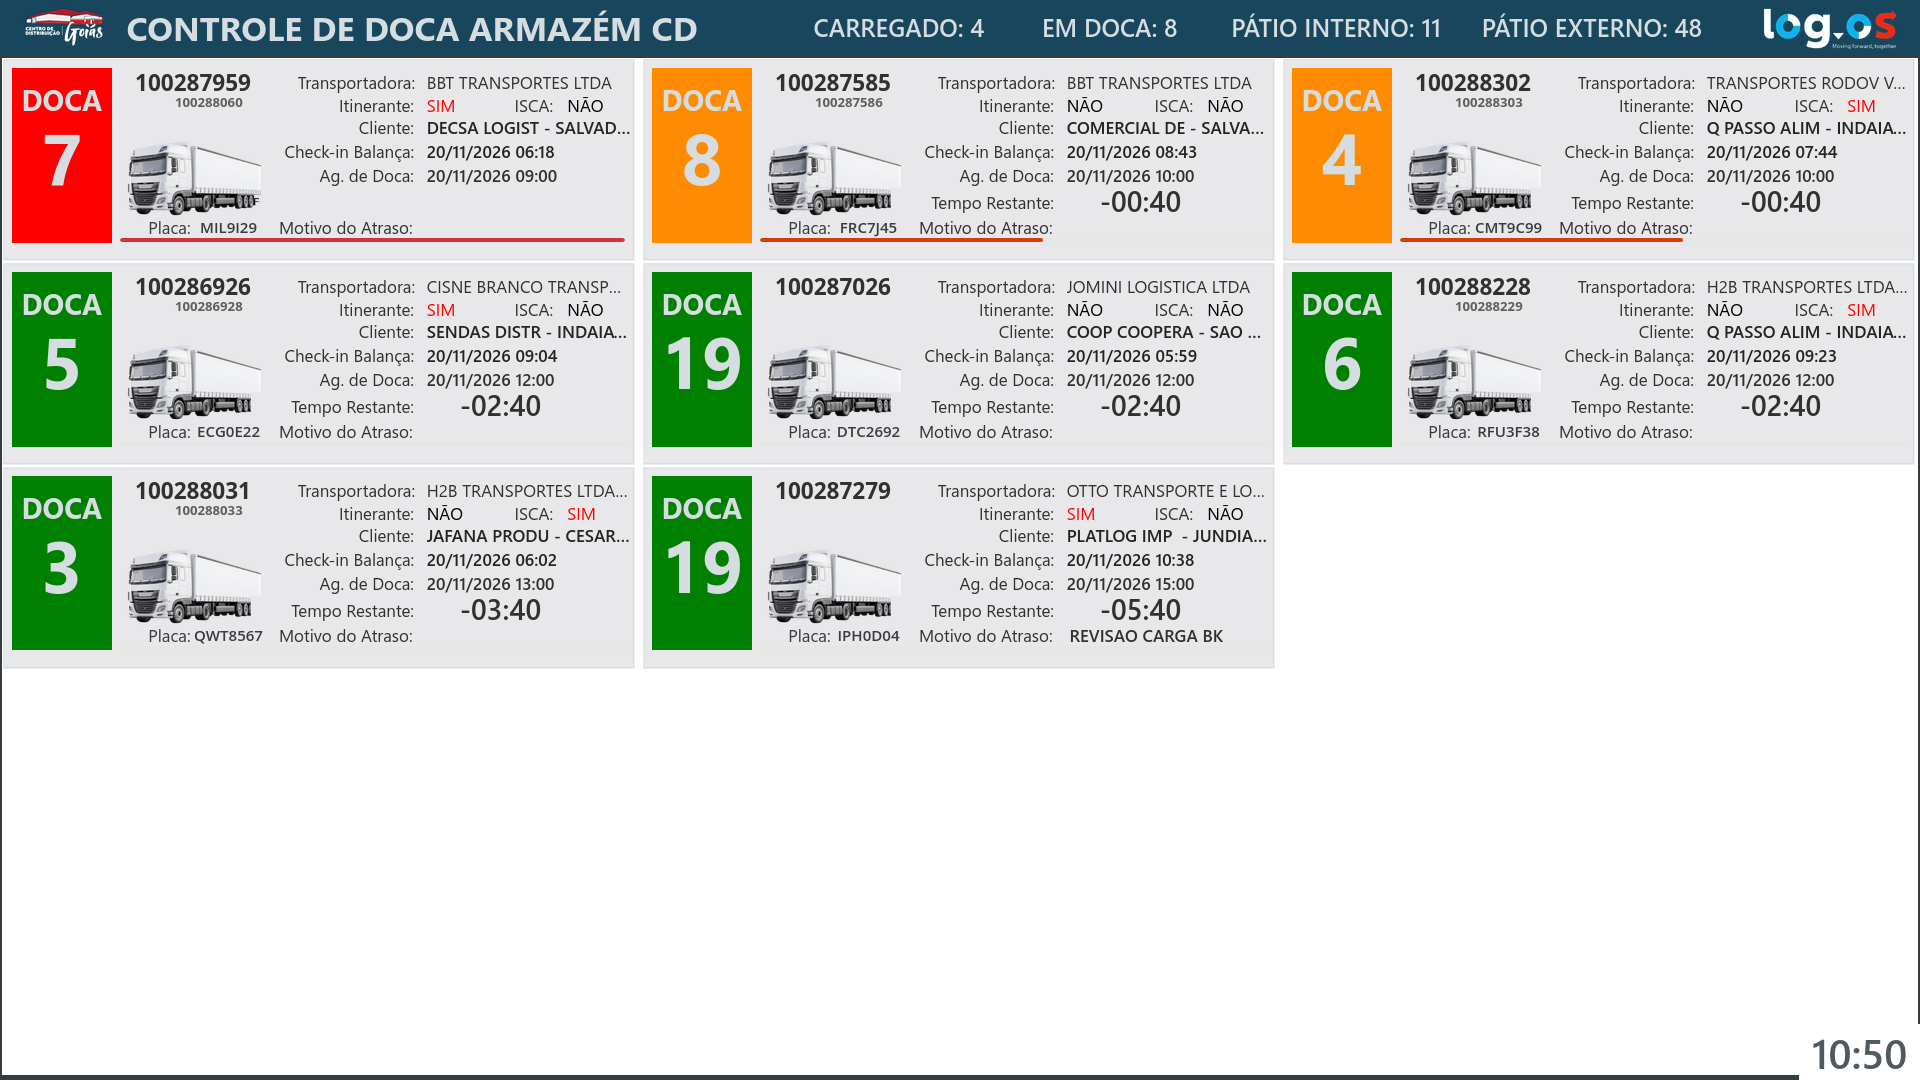 CENTRO DE DISTRIBUIÇÃO Goiás
CONTROLE DE DOCA ARMAZÉM CD
CARREGADO: 4
EM DOCA: 8
PÁTIO INTERNO: 11
PÁTIO EXTERNO: 48
log.os
Moving forward, together
DOCA
7
100287959
100288060
Transportadora: BBT TRANSPORTES LTDA
Itinerante: SIM ISCA: NÃO
Cliente: DECSA LOGIST - SALVAD...
Check-in Balança: 20/11/2026 06:18
Ag. de Doca: 20/11/2026 09:00
Placa: MIL9I29 Motivo do Atraso:
DOCA
8
100287585
100287586
Transportadora: BBT TRANSPORTES LTDA
Itinerante: NÃO ISCA: NÃO
Cliente: COMERCIAL DE - SALVA...
Check-in Balança: 20/11/2026 08:43
Ag. de Doca: 20/11/2026 10:00
Tempo Restante: -00:40
Placa: FRC7J45 Motivo do Atraso:
DOCA
4
100288302
100288303
Transportadora: TRANSPORTES RODOV V...
Itinerante: NÃO ISCA: SIM
Cliente: Q PASSO ALIM - INDAIA...
Check-in Balança: 20/11/2026 07:44
Ag. de Doca: 20/11/2026 10:00
Tempo Restante: -00:40
Placa: CMT9C99 Motivo do Atraso:
DOCA
5
100286926
100286928
Transportadora: CISNE BRANCO TRANSP...
Itinerante: SIM ISCA: NÃO
Cliente: SENDAS DISTR - INDAIA...
Check-in Balança: 20/11/2026 09:04
Ag. de Doca: 20/11/2026 12:00
Tempo Restante: -02:40
Placa: ECG0E22 Motivo do Atraso:
DOCA
19
100287026
Transportadora: JOMINI LOGISTICA LTDA
Itinerante: NÃO ISCA: NÃO
Cliente: COOP COOPERA - SAO ...
Check-in Balança: 20/11/2026 05:59
Ag. de Doca: 20/11/2026 12:00
Tempo Restante: -02:40
Placa: DTC2692 Motivo do Atraso:
DOCA
6
100288228
100288229
Transportadora: H2B TRANSPORTES LTDA...
Itinerante: NÃO ISCA: SIM
Cliente: Q PASSO ALIM - INDAIA...
Check-in Balança: 20/11/2026 09:23
Ag. de Doca: 20/11/2026 12:00
Tempo Restante: -02:40
Placa: RFU3F38 Motivo do Atraso:
DOCA
3
100288031
100288033
Transportadora: H2B TRANSPORTES LTDA...
Itinerante: NÃO ISCA: SIM
Cliente: JAFANA PRODU - CESAR...
Check-in Balança: 20/11/2026 06:02
Ag. de Doca: 20/11/2026 13:00
Tempo Restante: -03:40
Placa: QWT8567 Motivo do Atraso:
DOCA
19
100287279
Transportadora: OTTO TRANSPORTE E LO...
Itinerante: SIM ISCA: NÃO
Cliente: PLATLOG IMP - JUNDIA...
Check-in Balança: 20/11/2026 10:38
Ag. de Doca: 20/11/2026 15:00
Tempo Restante: -05:40
Placa: IPH0D04 Motivo do Atraso: REVISAO CARGA BK
10:50